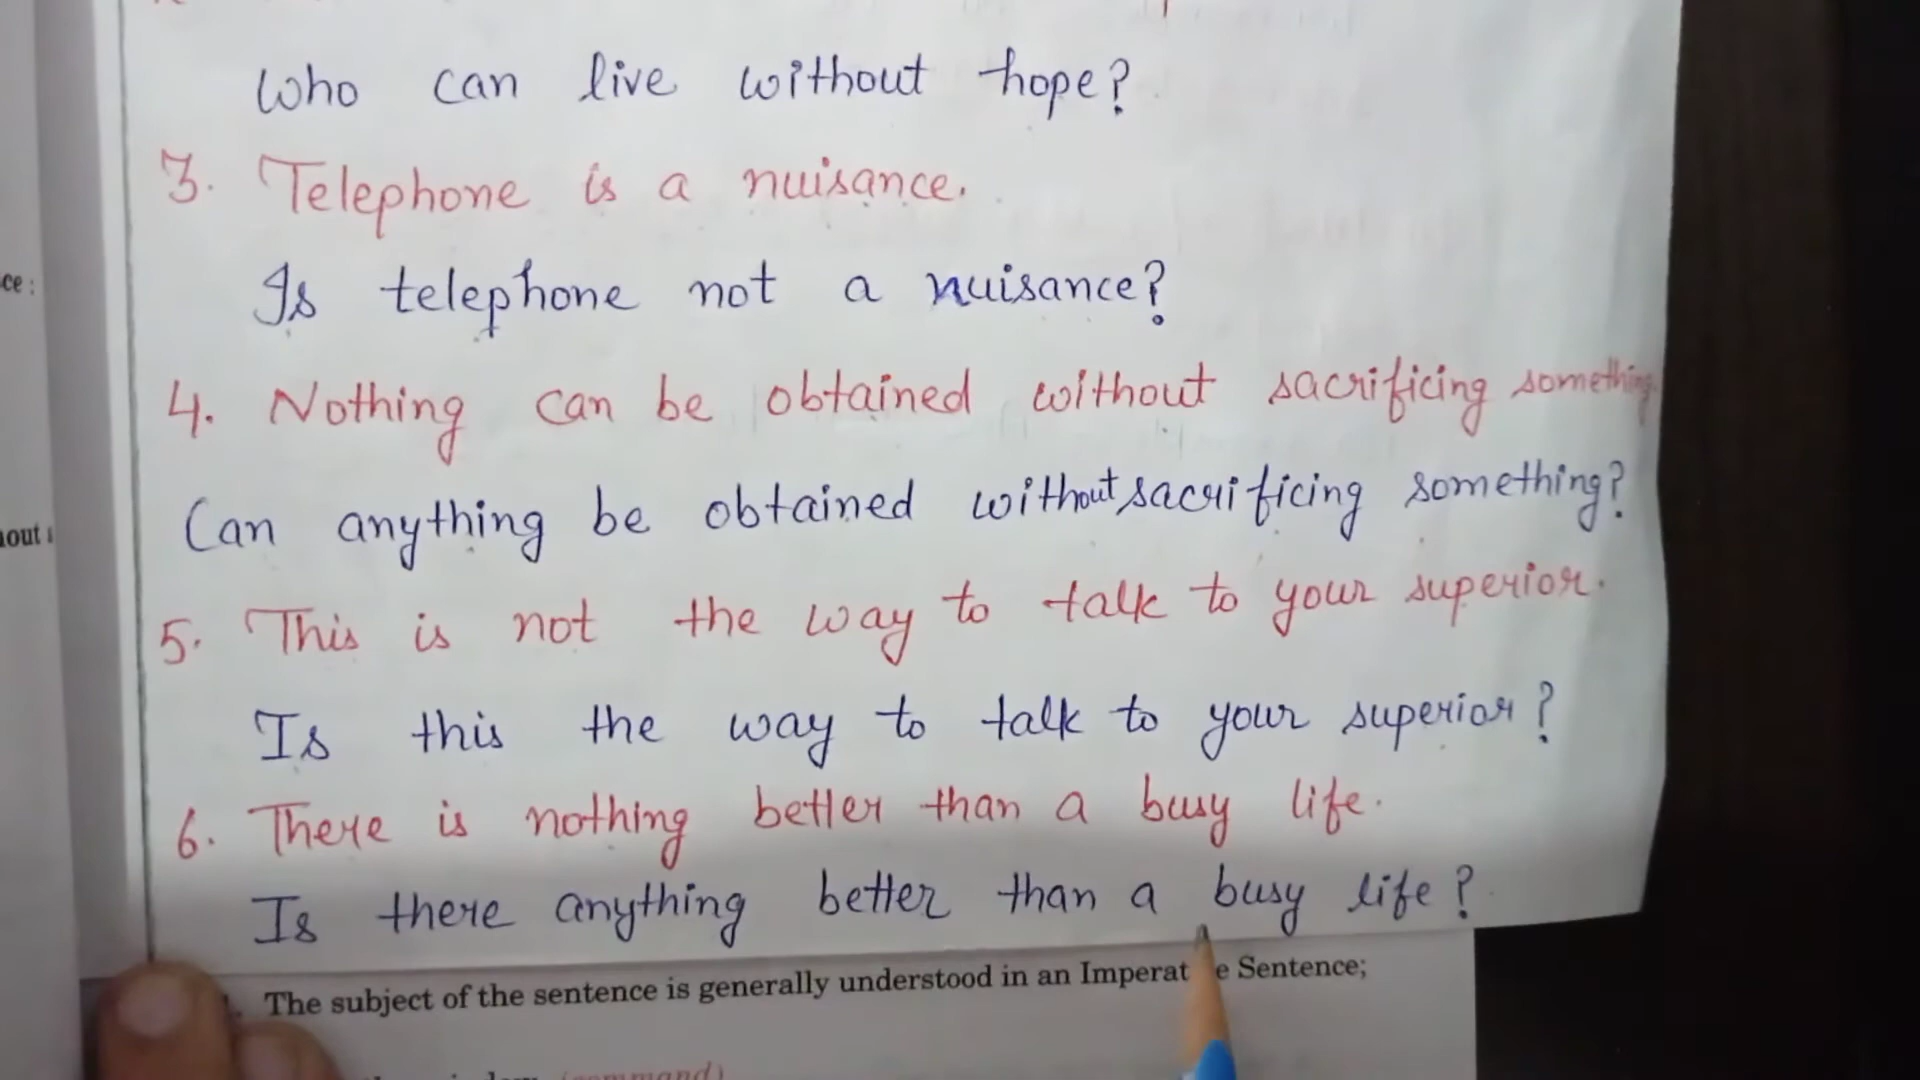 Who can live without hope?
3. Telephone is a nuisance.
Is telephone not a nuisance?
ce:
4. Nothing can be obtained without sacrificing something
Can anything be obtained without sacrificing something?
5. This is not the way to talk to your superior.
Is this the way to talk to your superior?
6. There is nothing better than a busy life.
Is there anything better than a busy life?
The subject of the sentence is generally understood in an Imperat e Sentence;
(command)